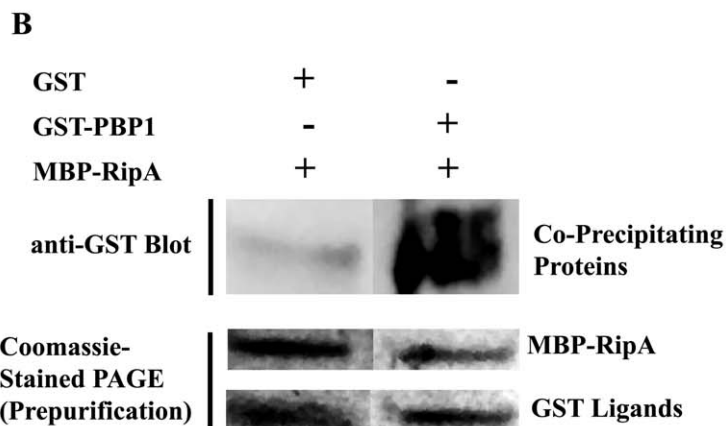 B
GST + -
GST-PBP1 - +
MBP-RipA + +
anti-GST Blot
Co-Precipitating
Proteins
Coomassie-
Stained PAGE
(Prepurification)
MBP-RipA
GST Ligands